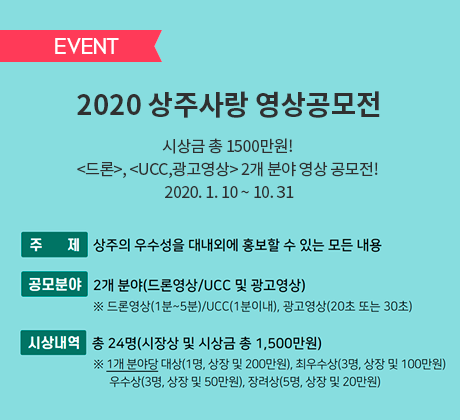 EVENT
2020 상주사랑 영상공모전
시상금 총 1500만원!
<드론>, <UCC,광고영상> 2개 분야 영상 공모전!
2020. 1. 10 ~ 10. 31
주 제 상주의 우수성을 대내외에 홍보할 수 있는 모든 내용
공모분야 2개 분야(드론영상/UCC 및 광고영상)
※ 드론영상(1분~5분)/UCC(1분이내), 광고영상(20초 또는 30초)
시상내역 총 24명(시장상 및 시상금 총 1,500만원)
※ 1개 분야당 대상(1명, 상장 및 200만원), 최우수상(3명, 상장 및 100만원)
우수상(3명, 상장 및 50만원), 장려상(5명, 상장 및 20만원)